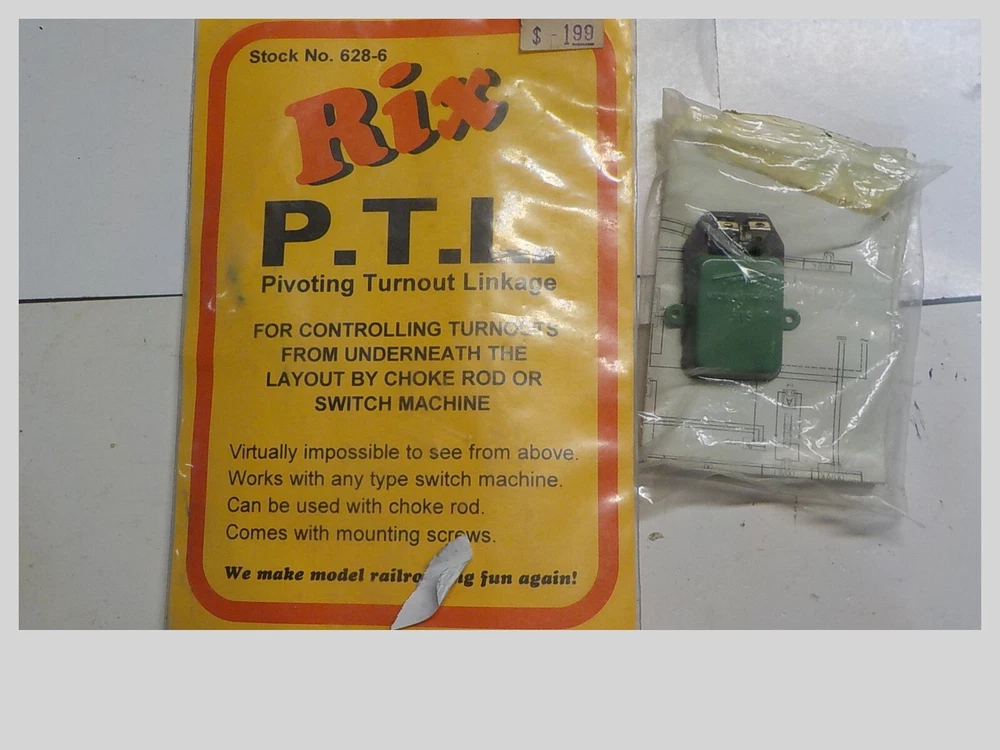 $ - 199
Stock No. 628-6
Rix
P.T.L.
Pivoting Turnout Linkage
FOR CONTROLLING TURNOUTS
FROM UNDERNEATH THE
LAYOUT BY CHOKE ROD OR
SWITCH MACHINE
Virtually impossible to see from above.
Works with any type switch machine.
Can be used with choke rod.
Comes with mounting screws.
We make model railroading fun again!